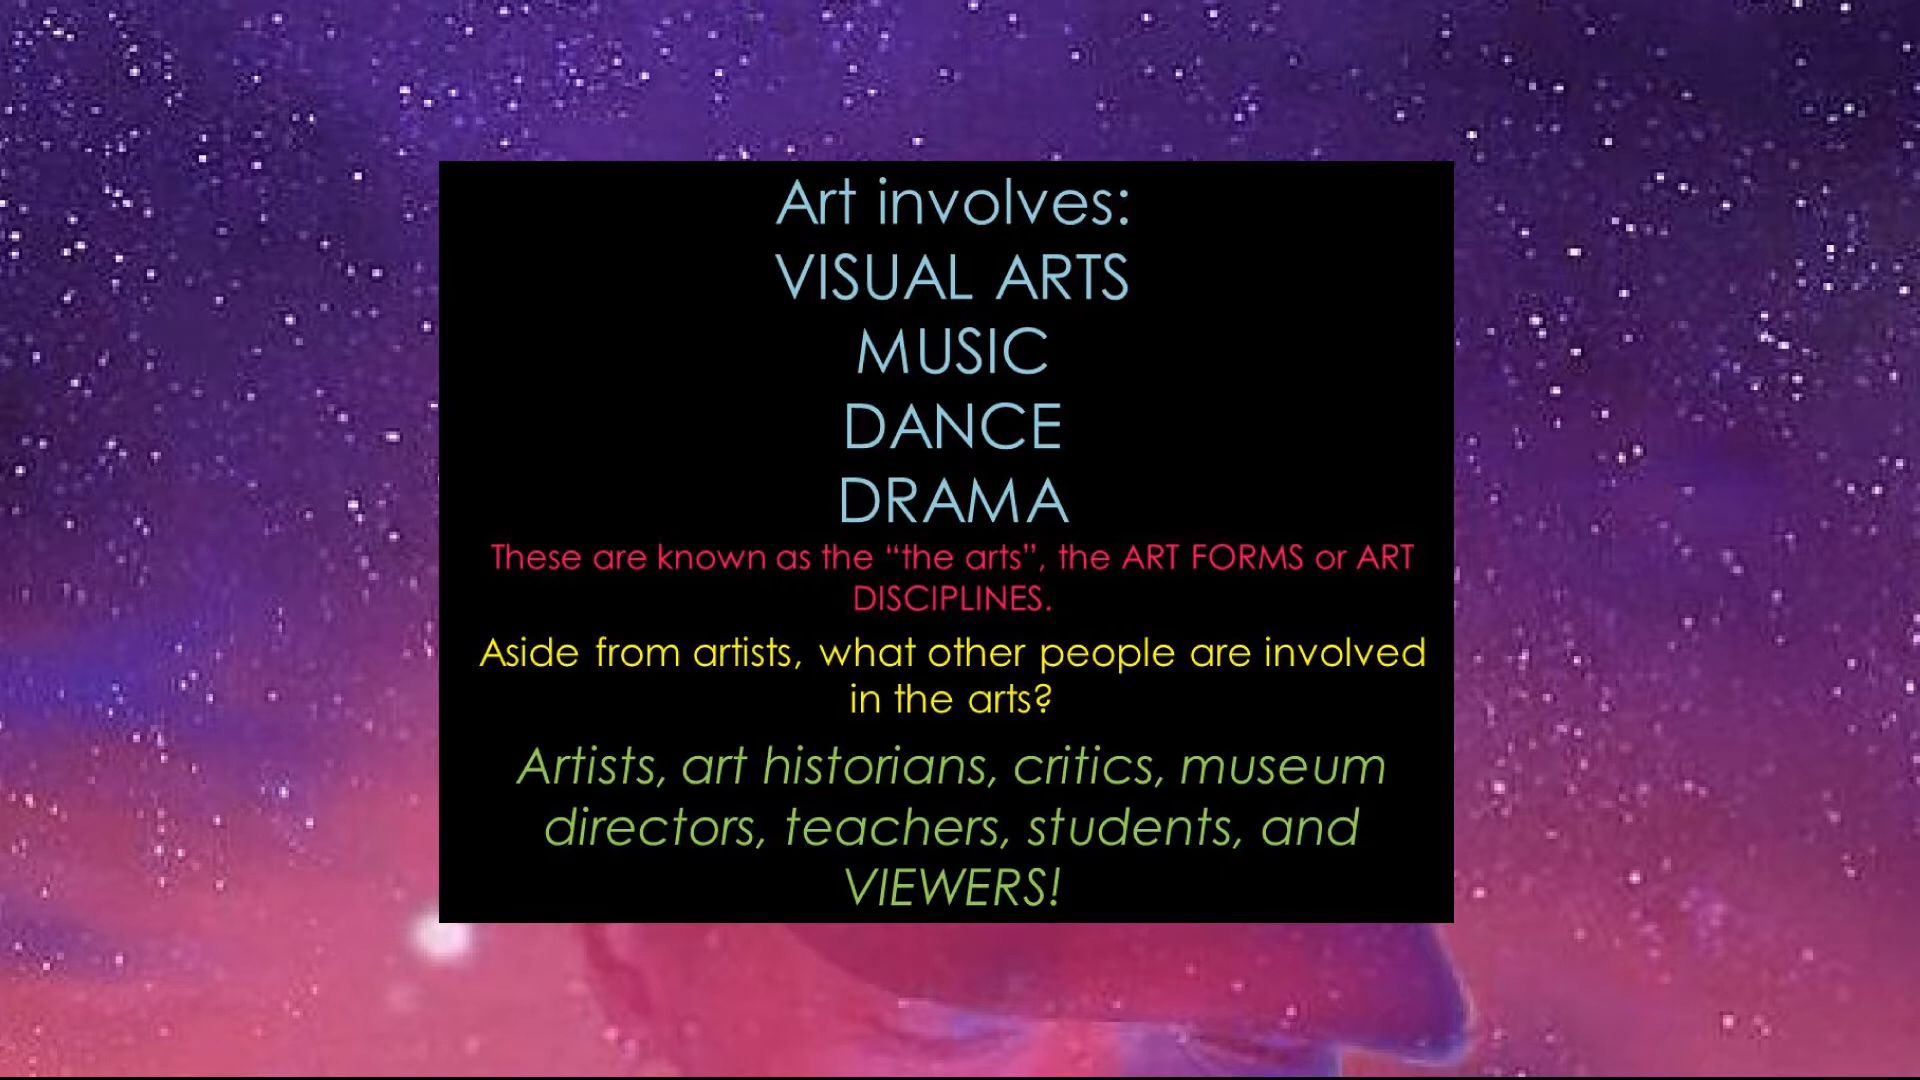 Art involves:
VISUAL ARTS
MUSIC
DANCE
DRAMA
These are known as the “the arts”, the ART FORMS or ART
DISCIPLINES.
Aside from artists, what other people are involved
in the arts?
Artists, art historians, critics, museum
directors, teachers, students, and
VIEWERS!